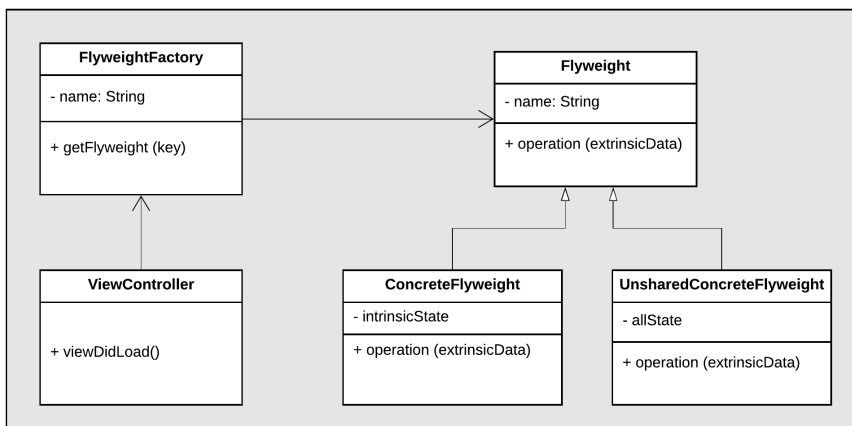 FlyweightFactory
- name: String
+ getFlyweight (key)
Flyweight
- name: String
+ operation (extrinsicData)
ViewController
+ viewDidLoad()
ConcreteFlyweight
- intrinsicState
+ operation (extrinsicData)
UnsharedConcreteFlyweight
- allState
+ operation (extrinsicData)